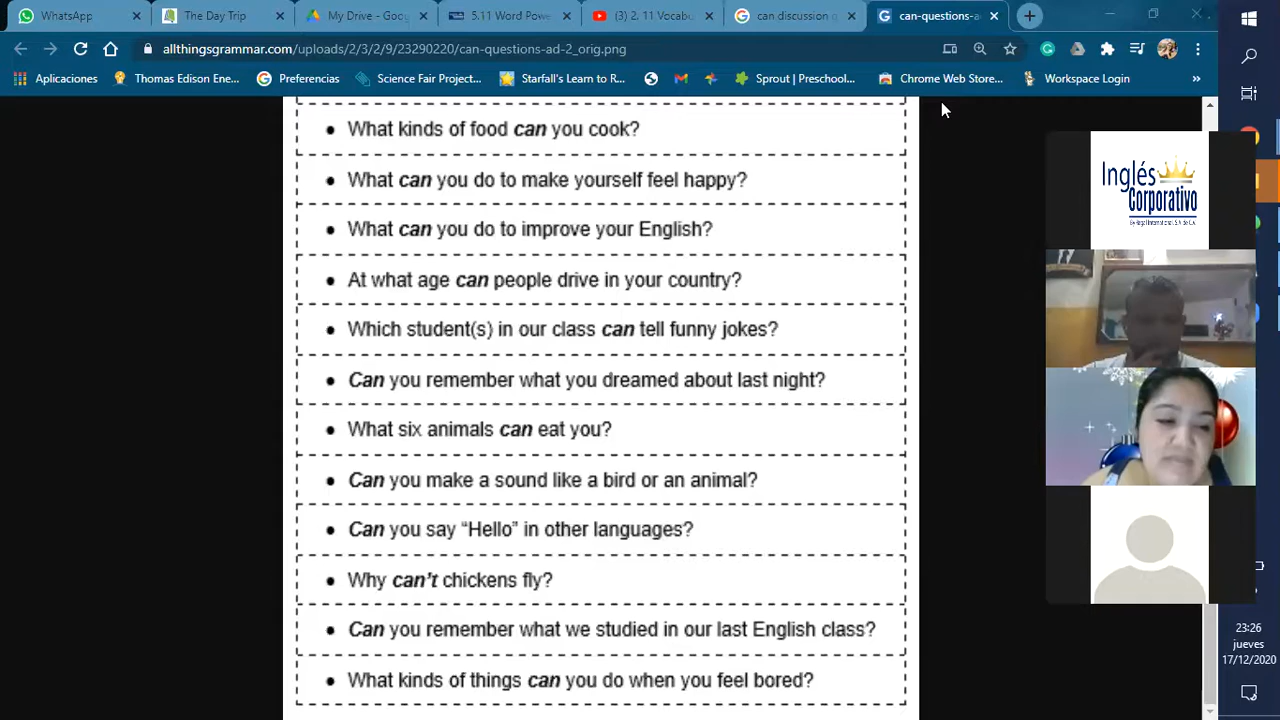 WhatsApp
The Day Trip
My Drive - Goo
5.11 Word Powe
(3) 2. 11 Vocabu
can discussion q
can-questions-a
allthingsgrammar.com/uploads/2/3/2/9/23290220/can-questions-ad-2_orig.png
Aplicaciones
Thomas Edison Ene...
Preferencias
Science Fair Project...
Starfall's Learn to R...
Sprout | Preschool...
Chrome Web Store...
Workspace Login
»
• What kinds of food can you cook?
• What can you do to make yourself feel happy?
• What can you do to improve your English?
• At what age can people drive in your country?
• Which student(s) in our class can tell funny jokes?
• Can you remember what you dreamed about last night?
• What six animals can eat you?
• Can you make a sound like a bird or an animal?
• Can you say “Hello” in other languages?
• Why can’t chickens fly?
• Can you remember what we studied in our last English class?
• What kinds of things can you do when you feel bored?
Inglés
Corporativo
23:26
jueves
17/12/2020